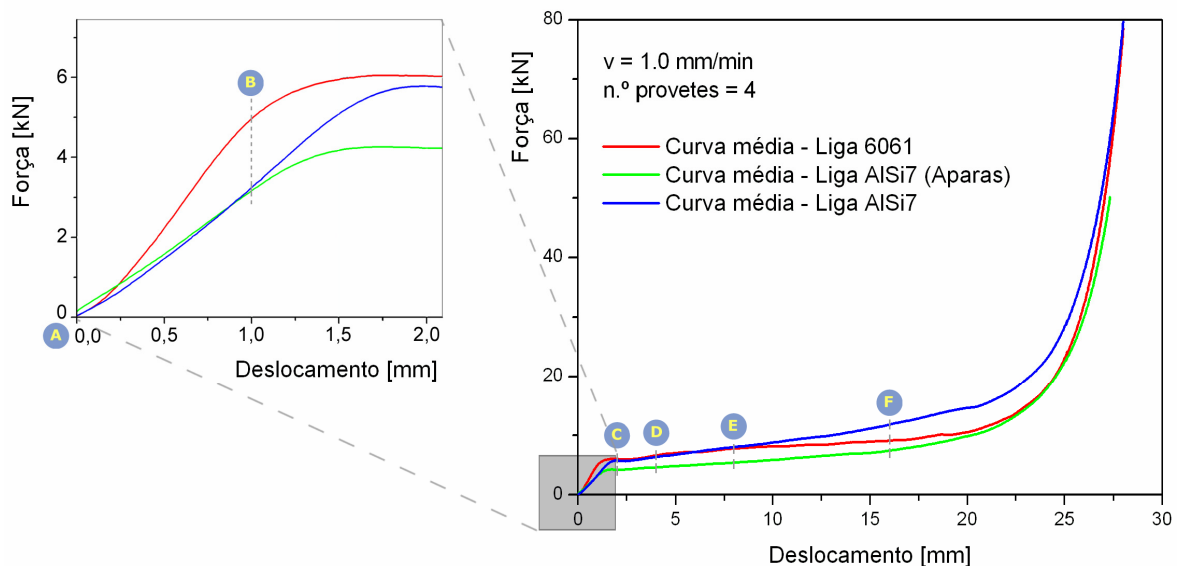 Força [kN]
6
4
2
0
0,0
0,5
1,0
1,5
2,0
Deslocamento [mm]
A
B
Força [kN]
80
60
40
20
0
0
5
10
15
20
25
30
Deslocamento [mm]
v = 1.0 mm/min
n.º provetes = 4
Curva média - Liga 6061
Curva média - Liga AlSi7 (Aparas)
Curva média - Liga AlSi7
C
D
E
F